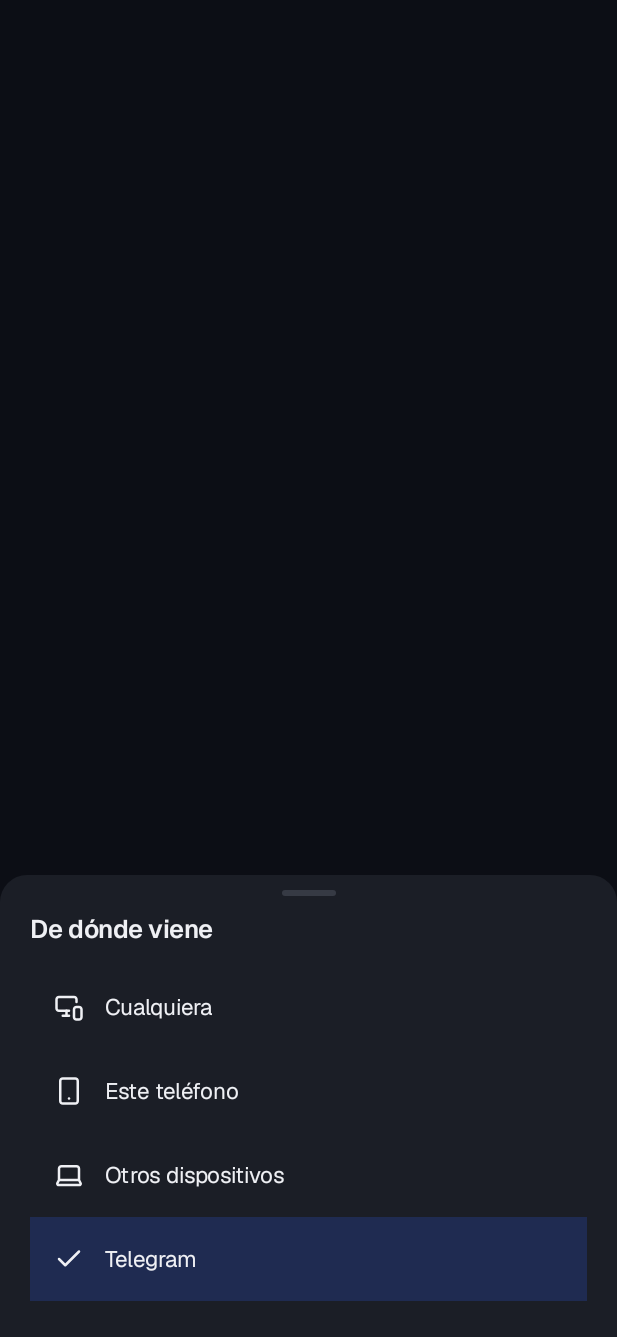 De dónde viene
Cualquiera
Este teléfono
Otros dispositivos
Telegram